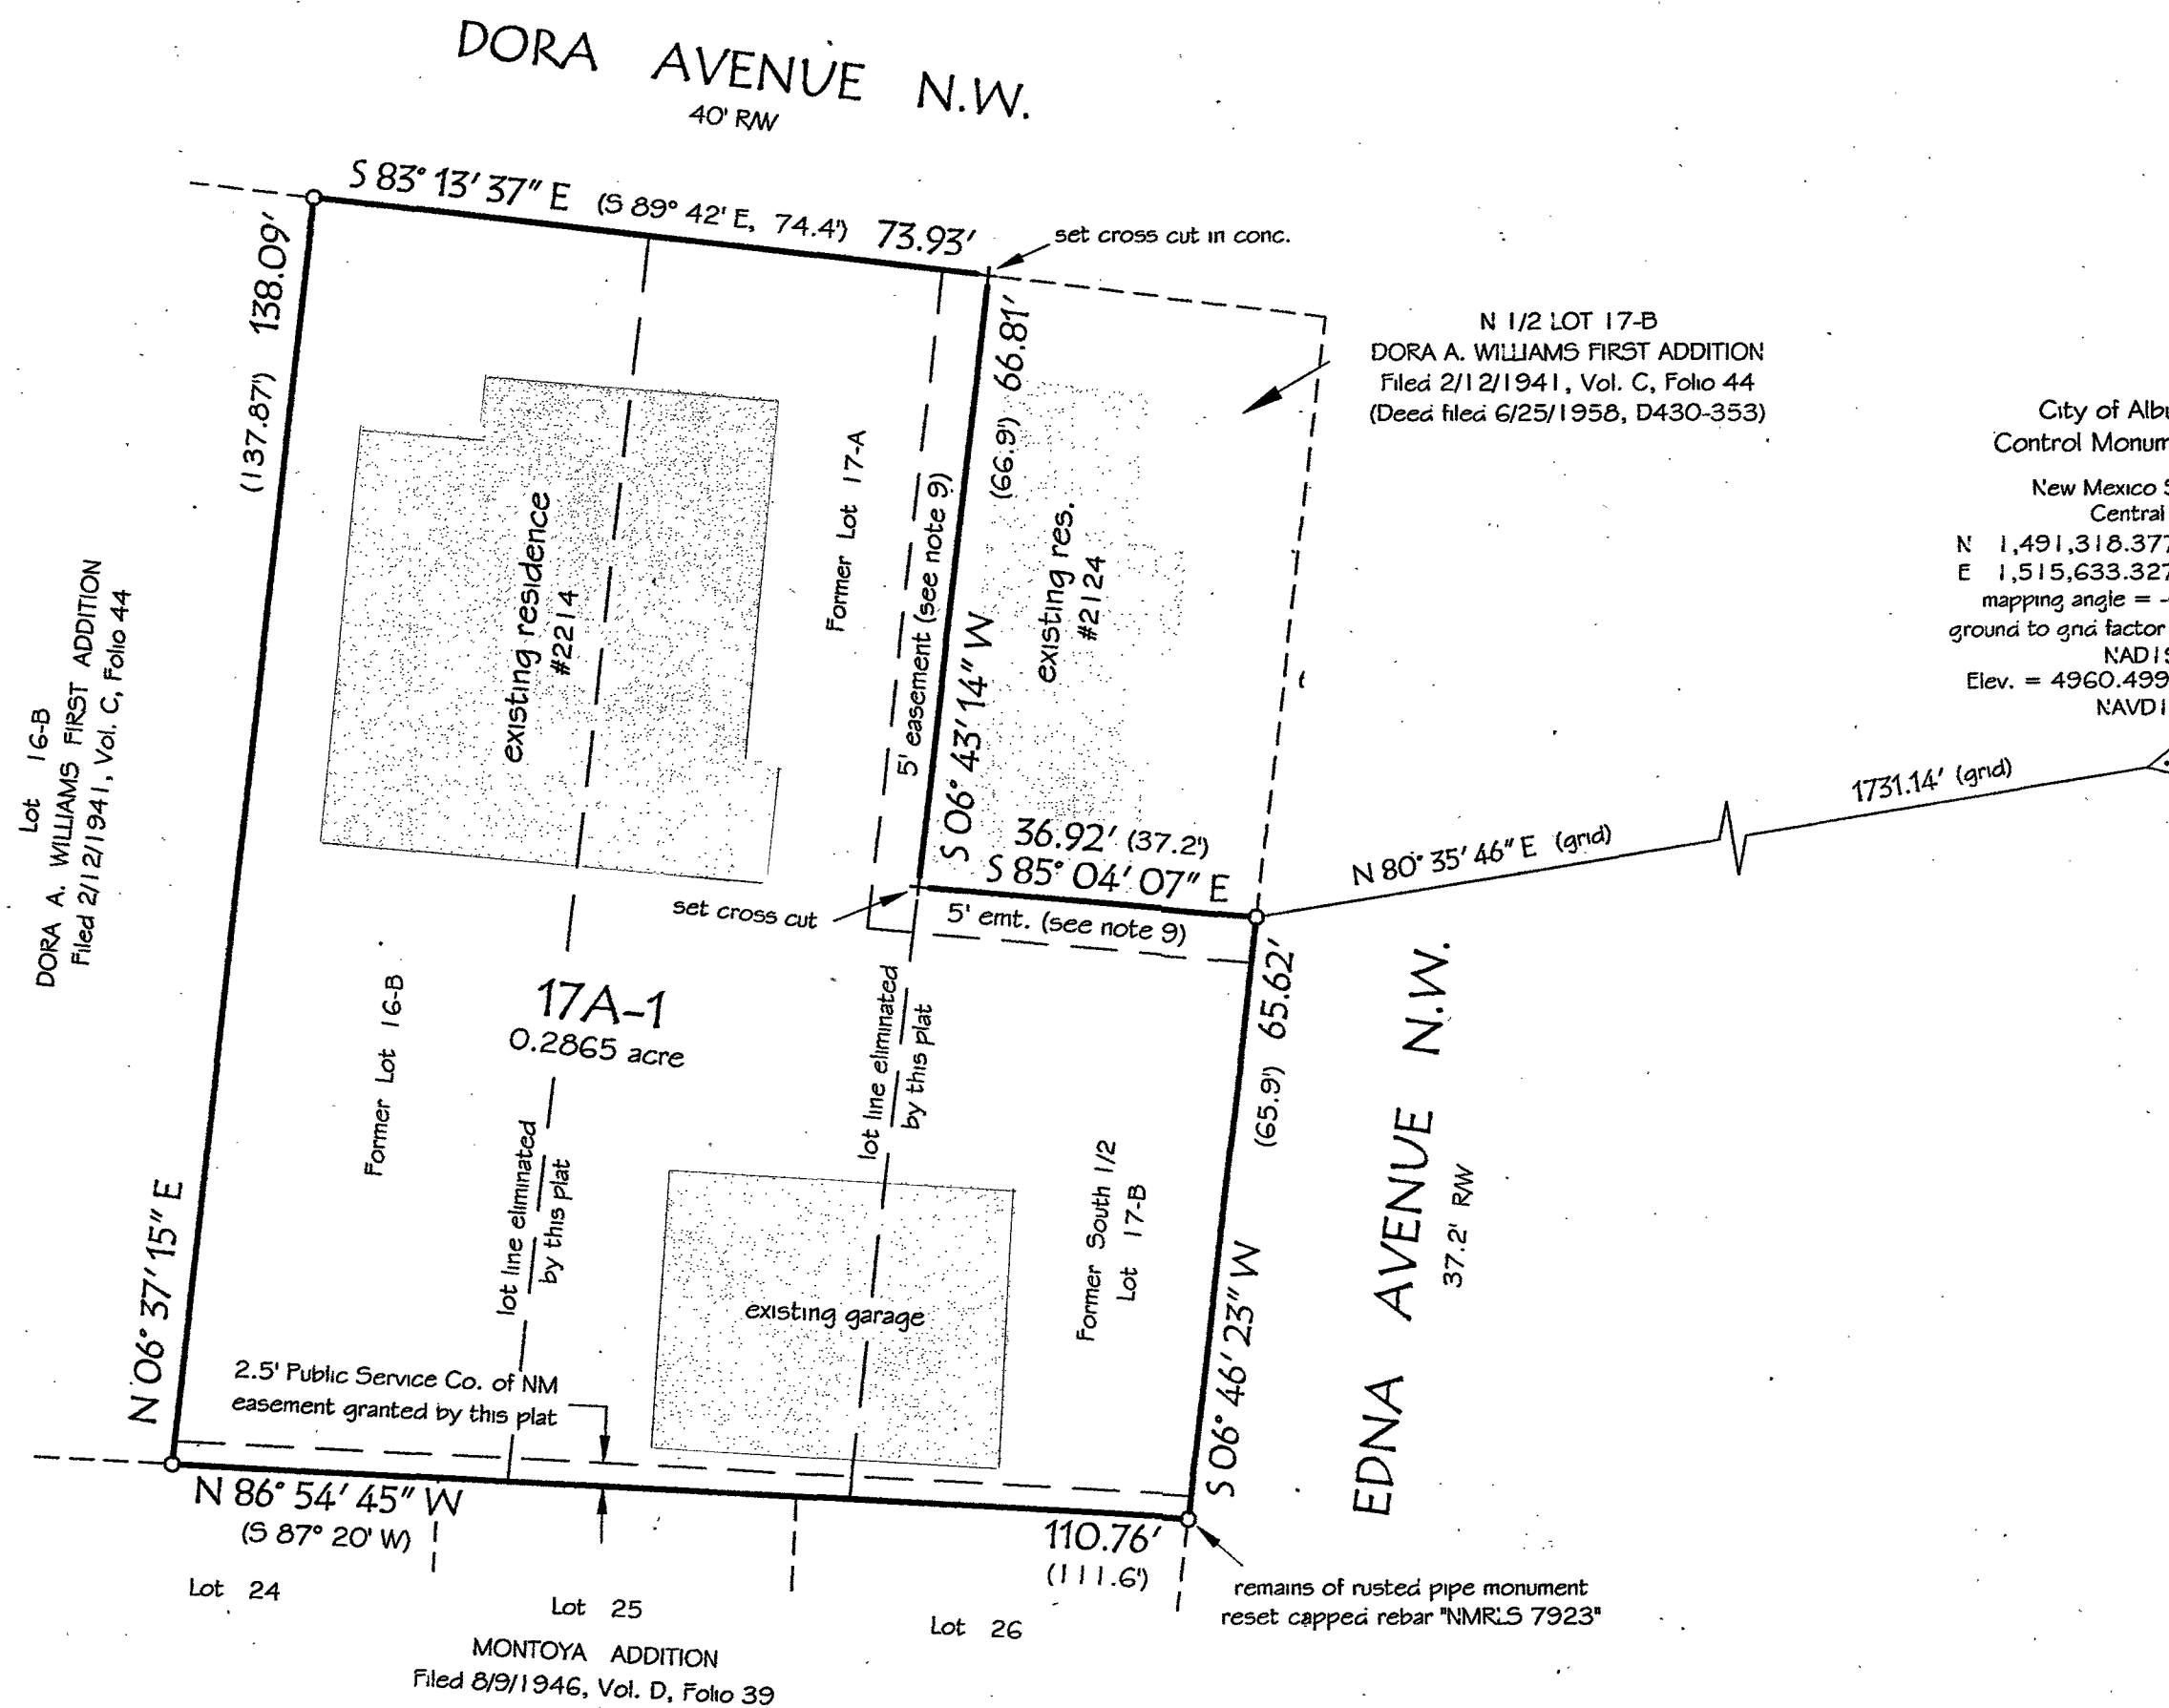 DORA AVENUE N.W.
40' R/W
S 83° 13' 37" E (S 89° 42' E, 74.4') 73.93'
set cross cut in conc.
(137.87') 138.09'
(66.9') 66.81'
N 1/2 LOT 17-B
DORA A. WILLIAMS FIRST ADDITION
Filed 2/12/1941, Vol. C, Folio 44
(Deed filed 6/25/1958, D430-353)
City of
Control
New Mexico
Central
N 1,491,318.377
E 1,515,633.327
mapping angle = -
ground to grid factor
Elev. = 4960.499
Former Lot 17-A
5' easement (see note 9)
existing residence
#2214
existing res.
#2124
S 06° 43' 14" W
Lot 16-B
DORA A. WILLIAMS FIRST ADDITION
Filed 2/12/1941, Vol. C, Folio 44
1731.14' (grid)
N 80° 35' 46" E (grid)
36.92' (37.2')
S 85° 04' 07" E
set cross cut
5' emt. (see note 9)
Former Lot 16-B
17A-1
0.2865 acre
lot line eliminated
by this plat
lot line eliminated
by this plat
(65.9') 65.62'
EDNA AVENUE N.W.
37.2' R/W
Former South 1/2
Lot 17-B
existing garage
N 06° 37' 15" E
S 06° 46' 23" W
2.5' Public Service Co. of NM
easement granted by this plat
N 86° 54' 45" W
(S 87° 20' W)
110.76'
(111.6')
remains of rusted pipe monument
reset capped rebar "NMRLS 7923"
Lot 24
Lot 25
Lot 26
MONTOYA ADDITION
Filed 8/9/1946, Vol. D, Folio 39